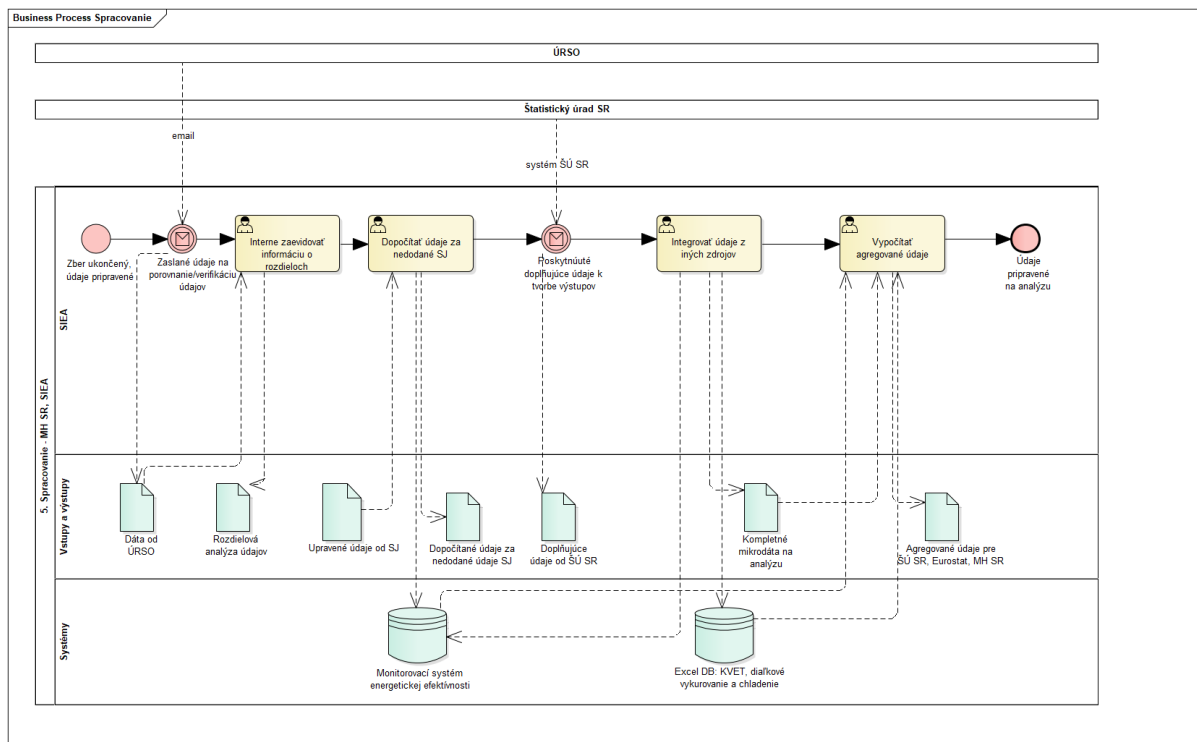 Business Process Spracovanie
ÚRSO
Štatistický úrad SR
email
systém ŠÚ SR
5. Spracovanie - MH SR, SIEA
SIEA
Zber ukončený,
údaje pripravené
Zaslané údaje na
porovnanie/verifikáciu
údajov
Interne zaevidovať
informáciu o
rozdieloch
Dopočítať údaje za
nedodané SJ
Poskytnúuté
doplňujúce údaje k
tvorbe výstupov
Integrovať údaje z
iných zdrojov
Vypočítať
agregované údaje
Údaje
pripravené
na analýzu
Vstupy a výstupy
Dáta od
ÚRSO
Rozdielová
analýza údajov
Upravené údaje od SJ
Dopočítané údaje za
nedodané údaje SJ
Doplňujúce
údaje od ŠÚ SR
Kompletné
mikrodáta na
analýzu
Agregované údaje pre
ŠÚ SR, Eurostat, MH SR
Systémy
Monitorovací systém
energetickej efektívnosti
Excel DB: KVET, diaľkové
vykurovanie a chladenie